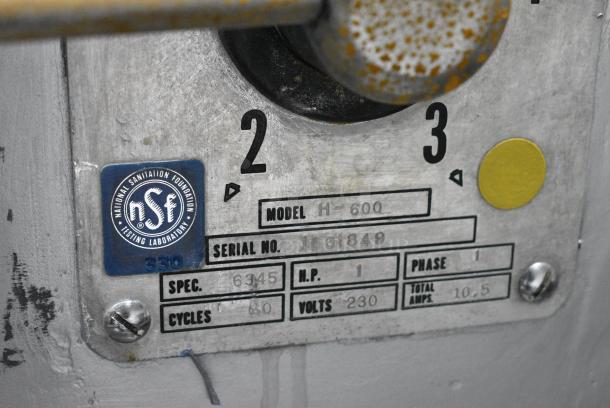 2 3
NATIONAL SANITATION FOUNDATION
nsf
®
TESTING LABORATORY
330
MODEL H-600
SERIAL NO.
SPEC. 6345 H.P. 1 PHASE 1
CYCLES 60 VOLTS 230 TOTAL AMPS. 10.5